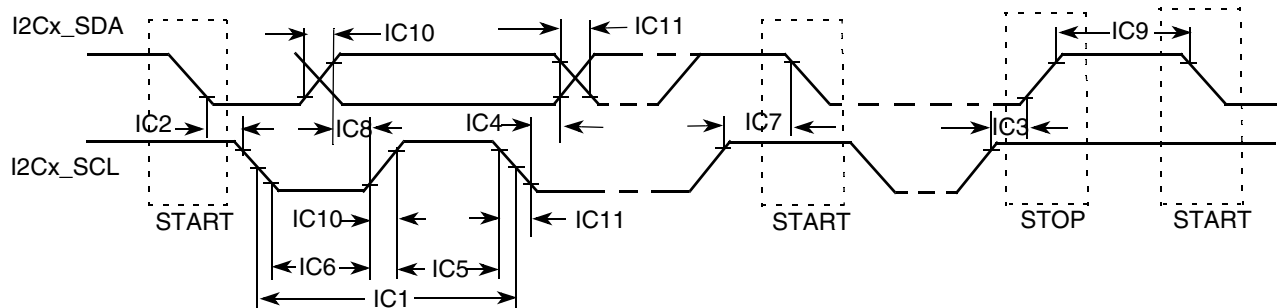 I2Cx_SDA
IC10
IC11
IC9
IC2
IC8
IC4
IC7
IC3
I2Cx_SCL
START
IC10
IC11
START
STOP
START
IC6
IC5
IC1